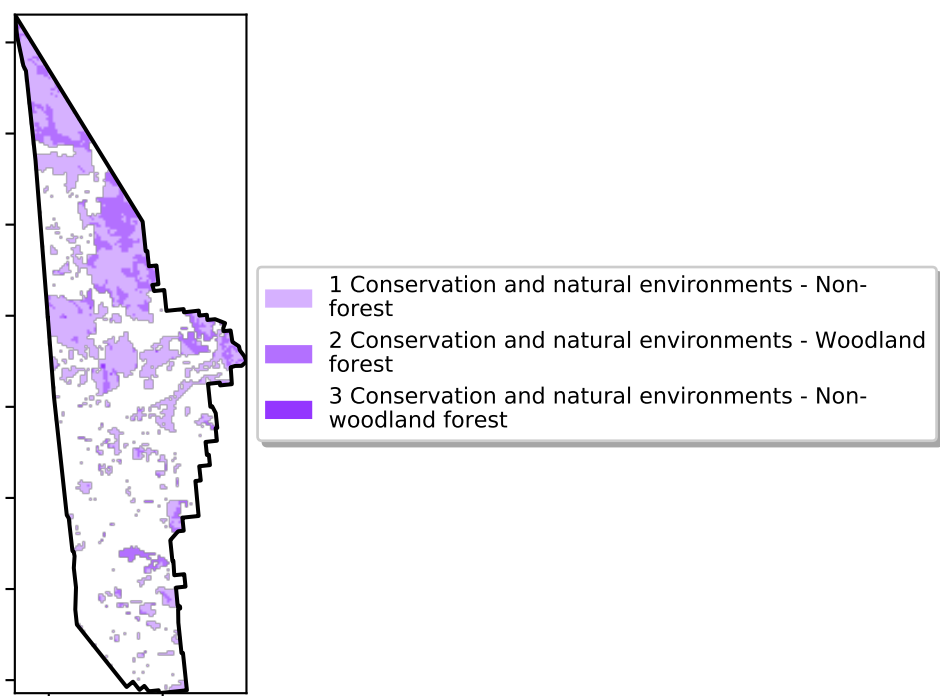 1 Conservation and natural environments - Non-
forest
2 Conservation and natural environments - Woodland
forest
3 Conservation and natural environments - Non-
woodland forest